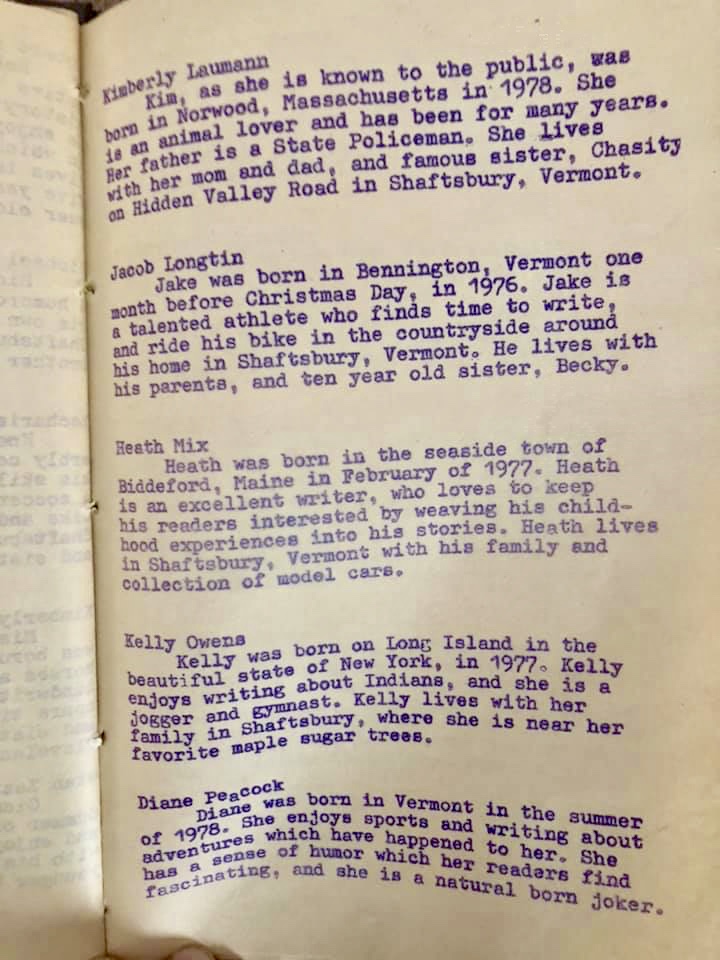 Kimberly Laumann
Kim, as she is known to the public, was
born in Norwood, Massachusetts in 1978. She
is an animal lover and has been for many years.
Her father is a State Policeman. She lives
with her mom and dad, and famous sister, Chasity
on Hidden Valley Road in Shaftsbury, Vermont.
Jacob Longtin
Jake was born in Bennington, Vermont one
month before Christmas Day, in 1976. Jake is
a talented athlete who finds time to write,
and ride his bike in the countryside around
his home in Shaftsbury, Vermont. He lives with
his parents, and ten year old sister, Becky.
Heath Mix
Heath was born in the seaside town of
Biddeford, Maine in February of 1977. Heath
is an excellent writer, who loves to keep
his readers interested by weaving his child-
hood experiences into his stories. Heath lives
in Shaftsbury, Vermont with his family and
collection of model cars.
Kelly Owens
Kelly was born on Long Island in the
beautiful state of New York, in 1977. Kelly
enjoys writing about Indians, and she is a
jogger and gymnast. Kelly lives with her
family in Shaftsbury, where she is near her
favorite maple sugar trees.
Diane Peacock
Diane was born in Vermont in the summer
of 1978. She enjoys sports and writing about
adventures which have happened to her. She
has a sense of humor which her readers find
fascinating, and she is a natural born joker.